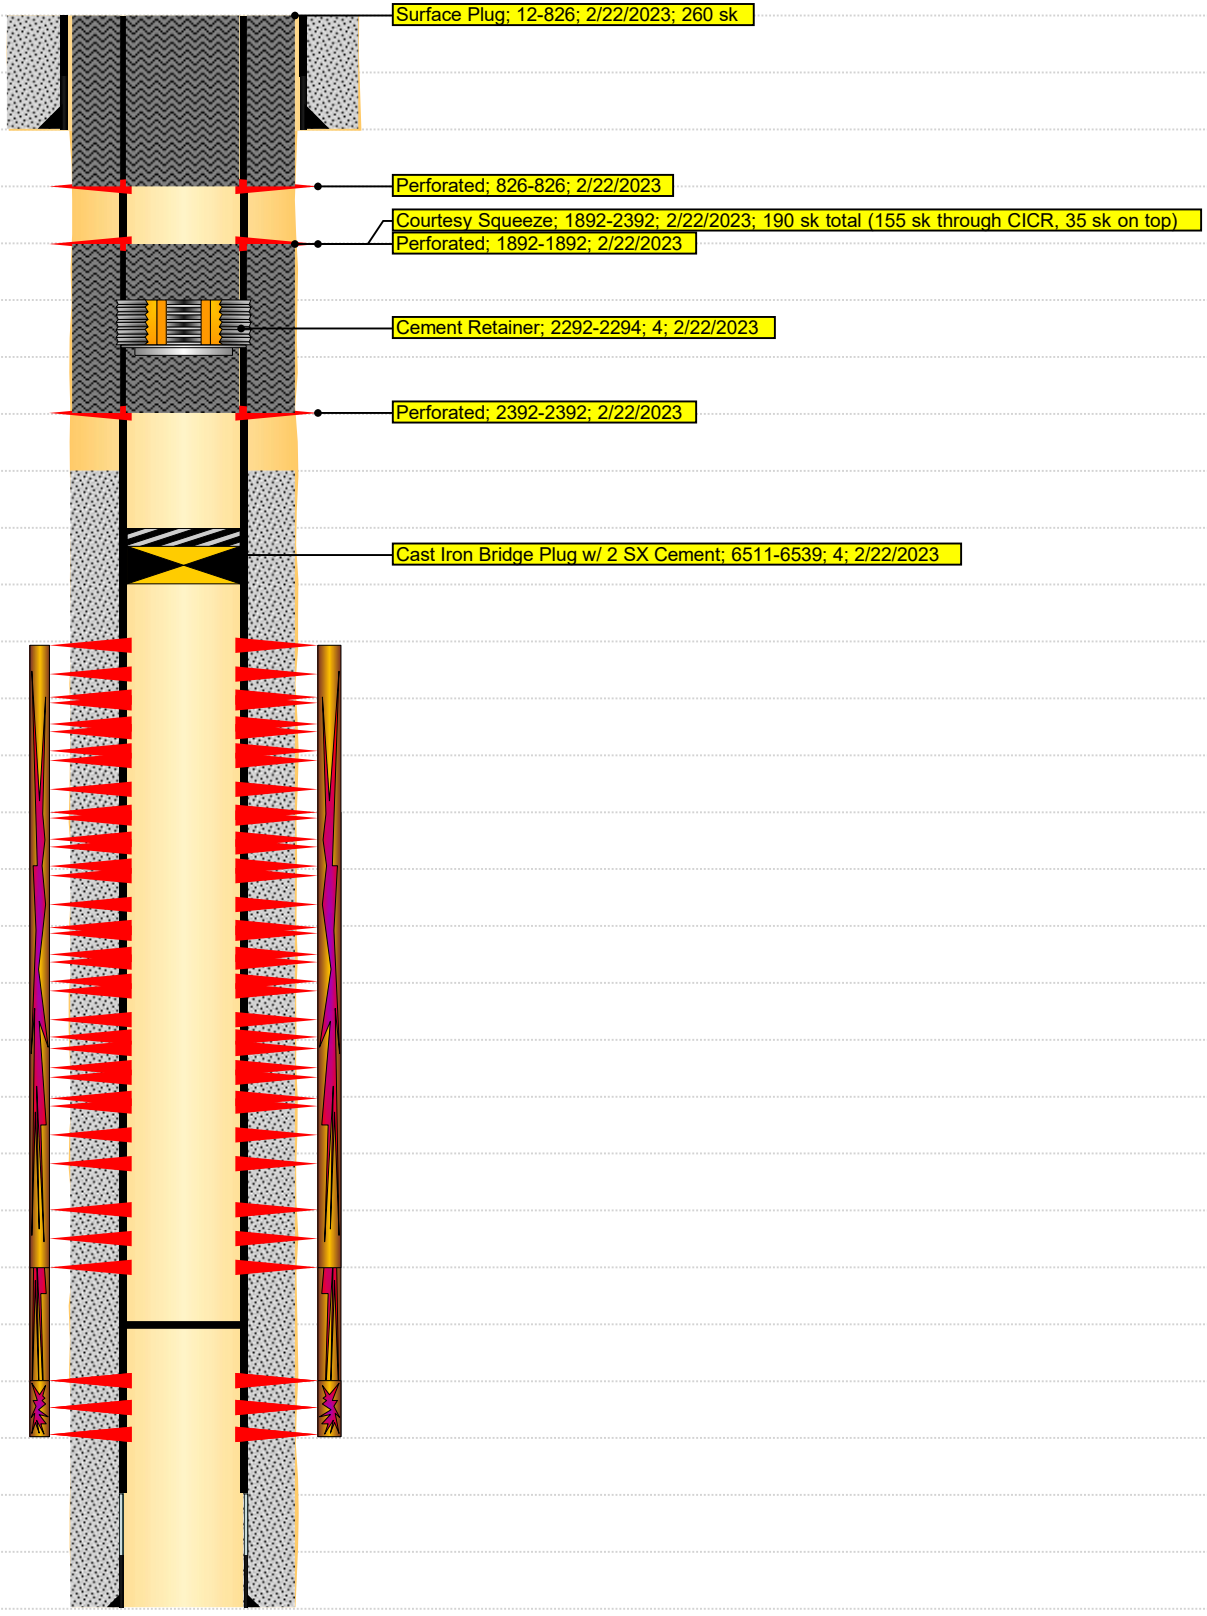 Surface Plug; 12-826; 2/22/2023; 260 sk
Perforated; 826-826; 2/22/2023
Courtesy Squeeze; 1892-2392; 2/22/2023; 190 sk total (155 sk through CICR, 35 sk on top)
Perforated; 1892-1892; 2/22/2023
Cement Retainer; 2292-2294; 4; 2/22/2023
Perforated; 2392-2392; 2/22/2023
Cast Iron Bridge Plug w/ 2 SX Cement; 6511-6539; 4; 2/22/2023